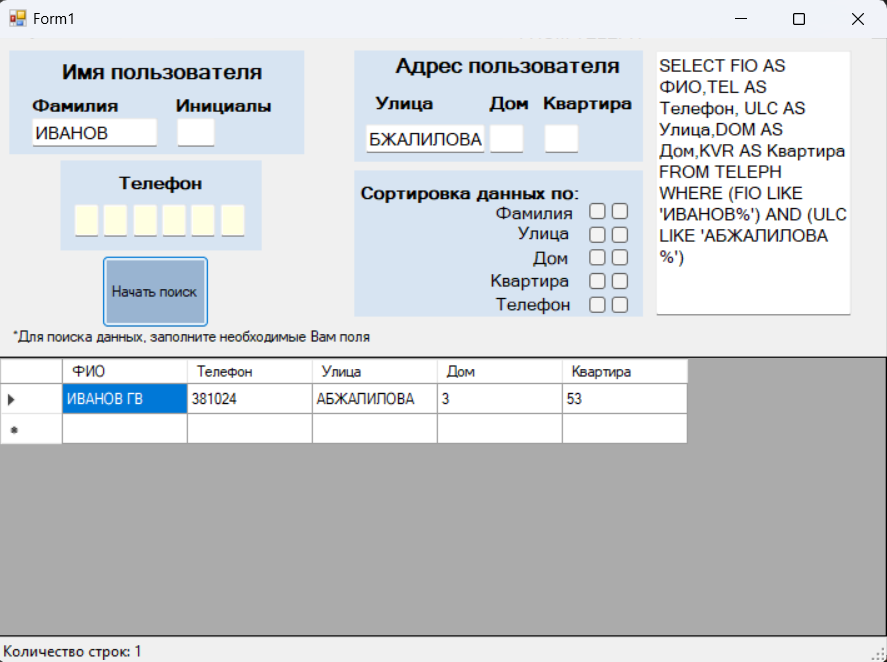 Form1
Имя пользователя
Фамилия Инициалы
ИВАНОВ
Телефон
Начать поиск
*Для поиска данных, заполните необходимые Вам поля
Адрес пользователя
Улица Дом Квартира
БЖАЛИЛОВА
Сортировка данных по:
Фамилия
Улица
Дом
Квартира
Телефон
SELECT FIO AS
ФИО,TEL AS
Телефон, ULC AS
Улица,DOM AS
Дом,KVR AS Квартира
FROM TELEPH
WHERE (FIO LIKE
'ИВАНОВ%') AND (ULC
LIKE 'АБЖАЛИЛОВА
%')
ФИО Телефон Улица Дом Квартира
ИВАНОВ ГВ 381024 АБЖАЛИЛОВА 3 53
Количество строк: 1